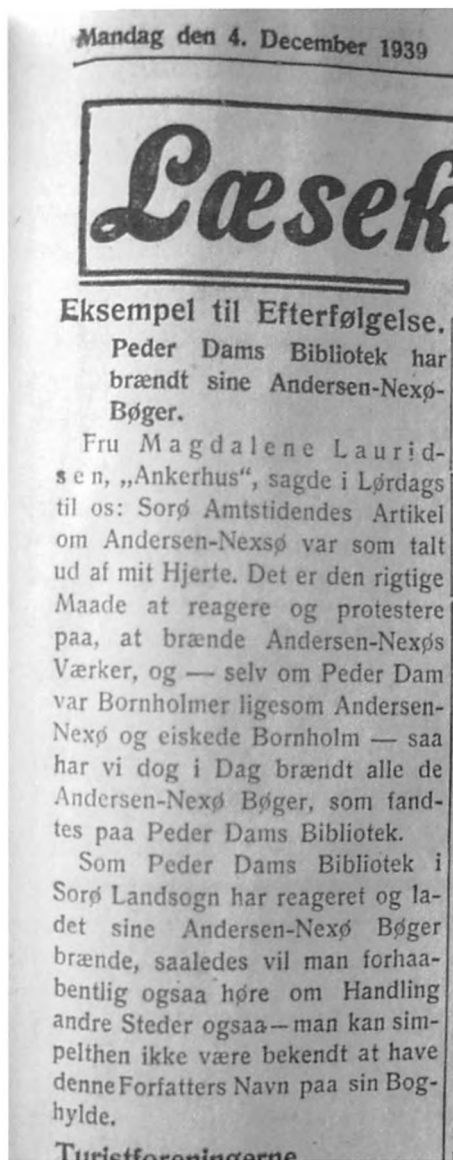 Mandag den 4. December 1939
Læsek
Eksempel til Efterfølgelse.
Peder Dams Bibliotek har
brændt sine Andersen-Nexø-
Bøger.
Fru Magdalene Laurid-
sen, „Ankerhus“, sagde i Lørdags
til os: Sorø Amtstidendes Artikel
om Andersen-Nexsø var som talt
ud af mit Hjerte. Det er den rigtige
Maade at reagere og protestere
paa, at brænde Andersen-Nexøs
Værker, og — selv om Peder Dam
var Bornholmer ligesom Andersen-
Nexø og eiskede Bornholm — saa
har vi dog i Dag brændt alle de
Andersen-Nexø Bøger, som fand-
tes paa Peder Dams Bibliotek.
Som Peder Dams Bibliotek i
Sorø Landsogn har reageret og la-
det sine Andersen-Nexø Bøger
brænde, saaledes vil man forhaa-
bentlig ogsaa høre om Handling
andre Steder ogsaa — man kan sim-
pelthen ikke være bekendt at have
denne Forfatters Navn paa sin Bog-
hylde.
Turistforeningerne